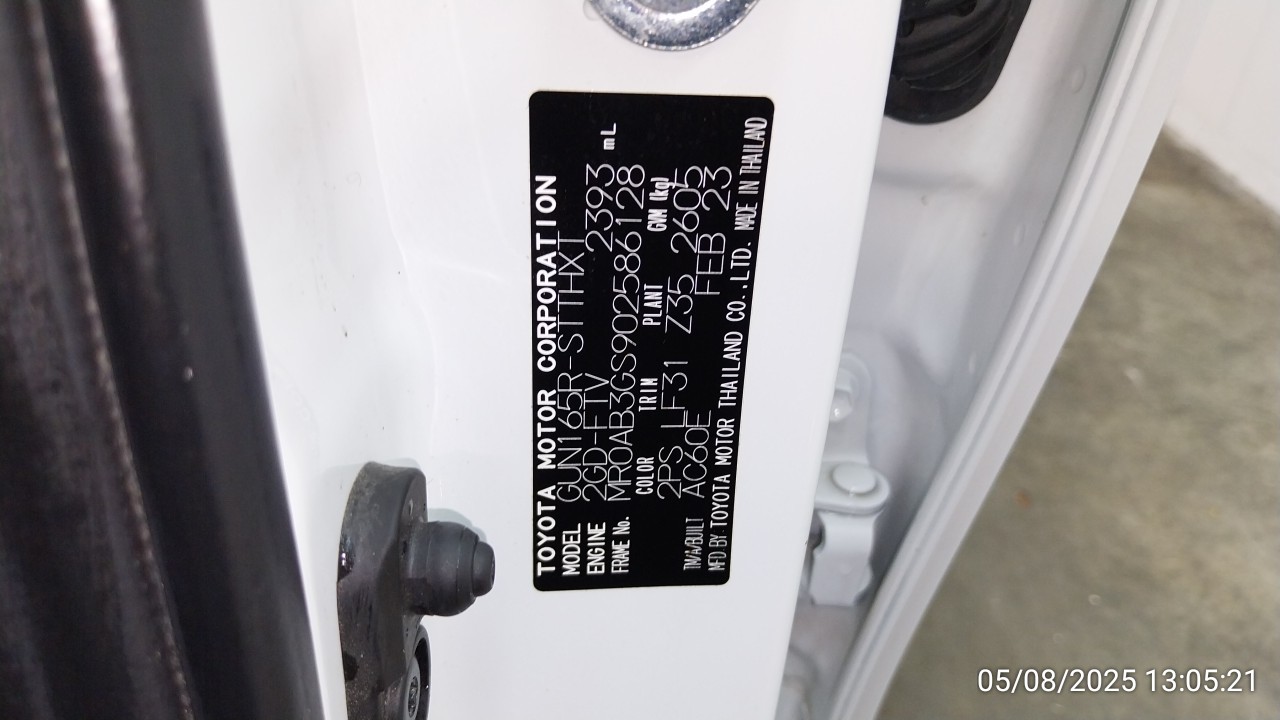 TOYOTA MOTOR CORPORATION
MODEL GUN165R-STTHXT
ENGINE 2GD-FTV 2393 mL
FRAME No. MR0AB3GS902586128
COLOR TRIM PLANT GVM (kg)
2PS LF31 Z35 2605
TM/A/BUILT AC60E FEB 23
MFD BY TOYOTA MOTOR THAILAND CO.,LTD. MADE IN THAILAND
05/08/2025 13:05:21